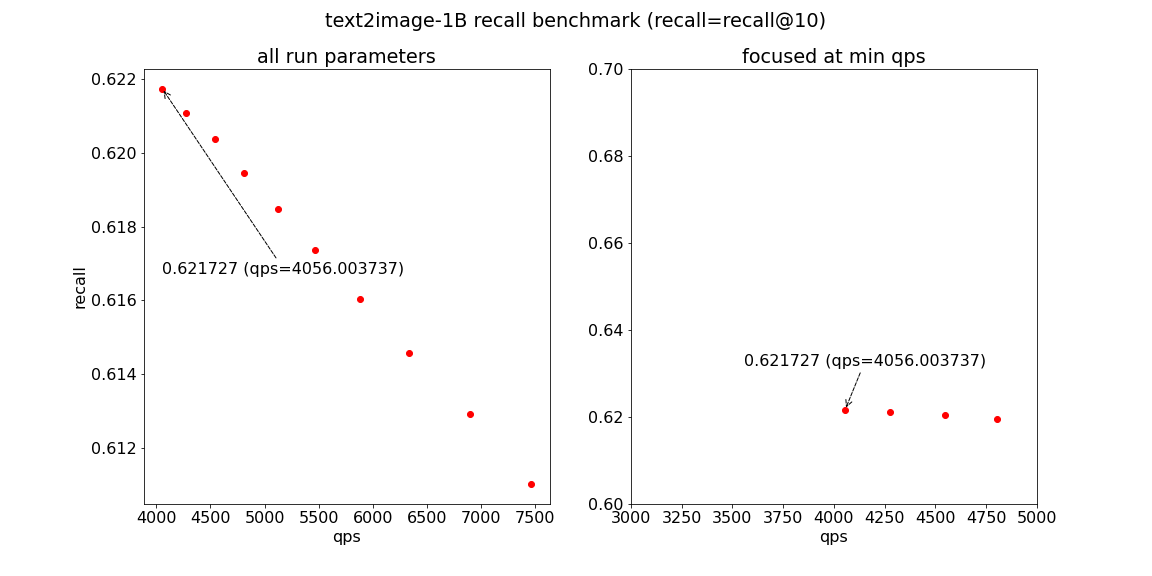 text2image-1B recall benchmark (recall=recall@10)
all run parameters
recall
0.622
0.620
0.618
0.616
0.614
0.612
0.621727 (qps=4056.003737)
4000 4500 5000 5500 6000 6500 7000 7500
qps
focused at min qps
0.70
0.68
0.66
0.64
0.62
0.60
0.621727 (qps=4056.003737)
3000 3250 3500 3750 4000 4250 4500 4750 5000
qps